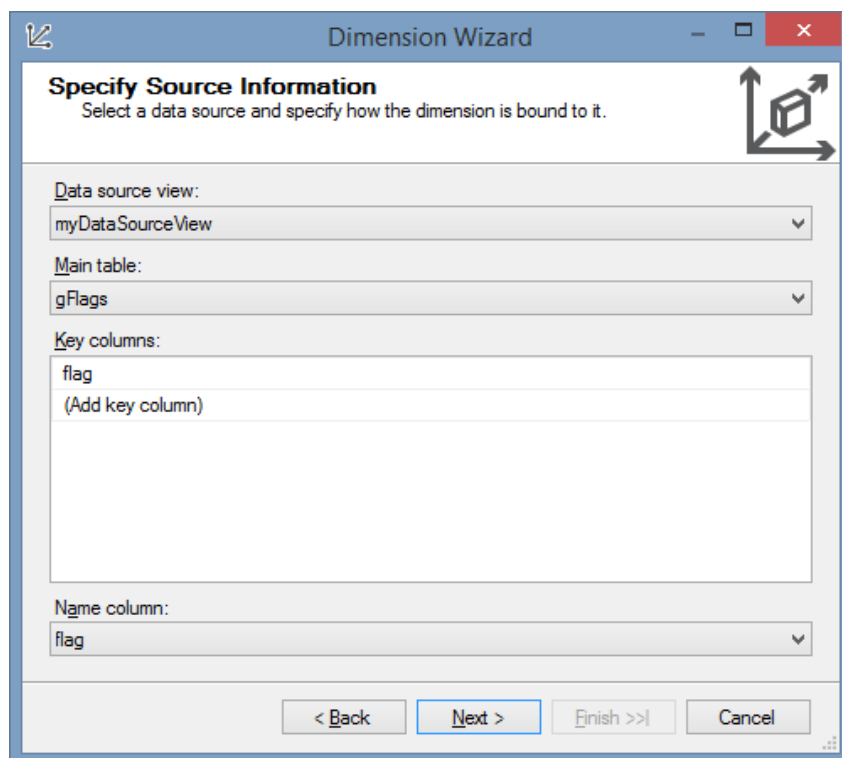 Dimension Wizard
Specify Source Information
Select a data source and specify how the dimension is bound to it.
Data source view:
myDataSourceView
Main table:
gFlags
Key columns:
flag
(Add key column)
Name column:
flag
< Back Next > Finish >>| Cancel